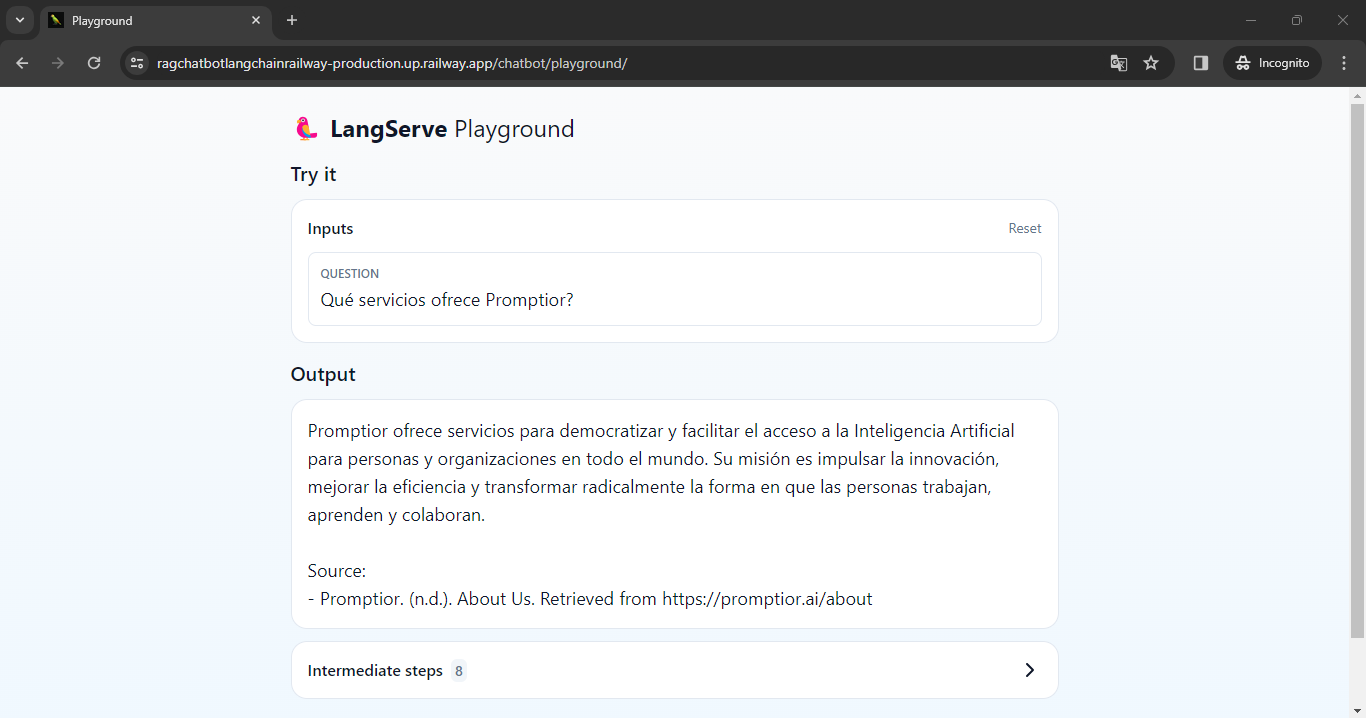 Playground
ragchatbotlangchainrailway-production.up.railway.app/chatbot/playground/
Incognito
LangServe Playground
Try it
Inputs
Reset
QUESTION
Qué servicios ofrece Promptior?
Output
Promptior ofrece servicios para democratizar y facilitar el acceso a la Inteligencia Artificial
para personas y organizaciones en todo el mundo. Su misión es impulsar la innovación,
mejorar la eficiencia y transformar radicalmente la forma en que las personas trabajan,
aprenden y colaboran.
Source:
- Promptior. (n.d.). About Us. Retrieved from https://promptior.ai/about
Intermediate steps 8